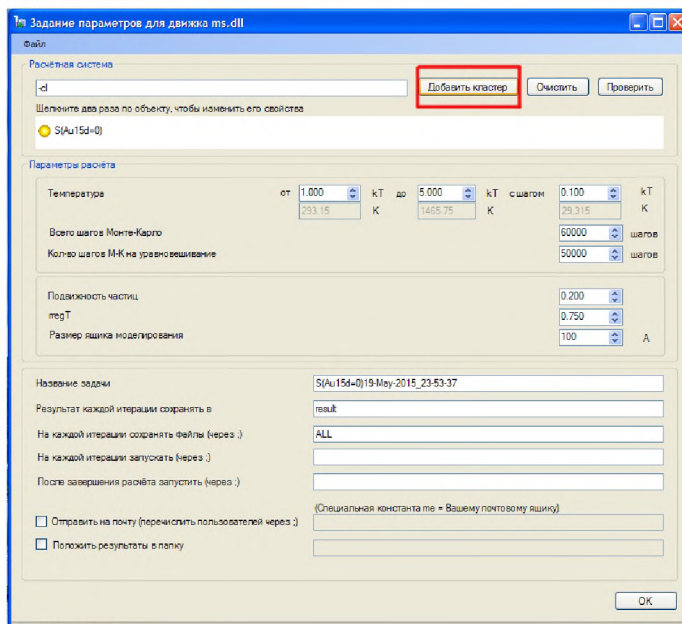 Задание параметров для движка ms.dll
Файл
Расчётная система
-cl
Добавить кластер
Очистить
Проверить
Щелкните два раза по объекту, чтобы изменить его свойства
S(Au15d=0)
Параметры расчёта
Температура от 1.000 kT до 5.000 kT с шагом 0.100 kT
293.15 K 1465.75 K 29.315 K
Всего шагов Монте-Карло 60000 шагов
Кол-во шагов М-К на уравновешивание 50000 шагов
Подвижность частиц 0.200
rregT 0.750
Размер ящика моделирования 100 A
Название задачи S(Au15d=0)19-May-2015_23-53-37
Результат каждой итерации сохранять в result
На каждой итерации сохранять файлы (через ;) ALL
На каждой итерации запускать (через ;)
После завершения расчёта запустить (через ;)
(Специальная константа me = Вашему почтовому ящику)
Отправить на почту (перечислить пользователей через ;)
Положить результаты в папку
OK